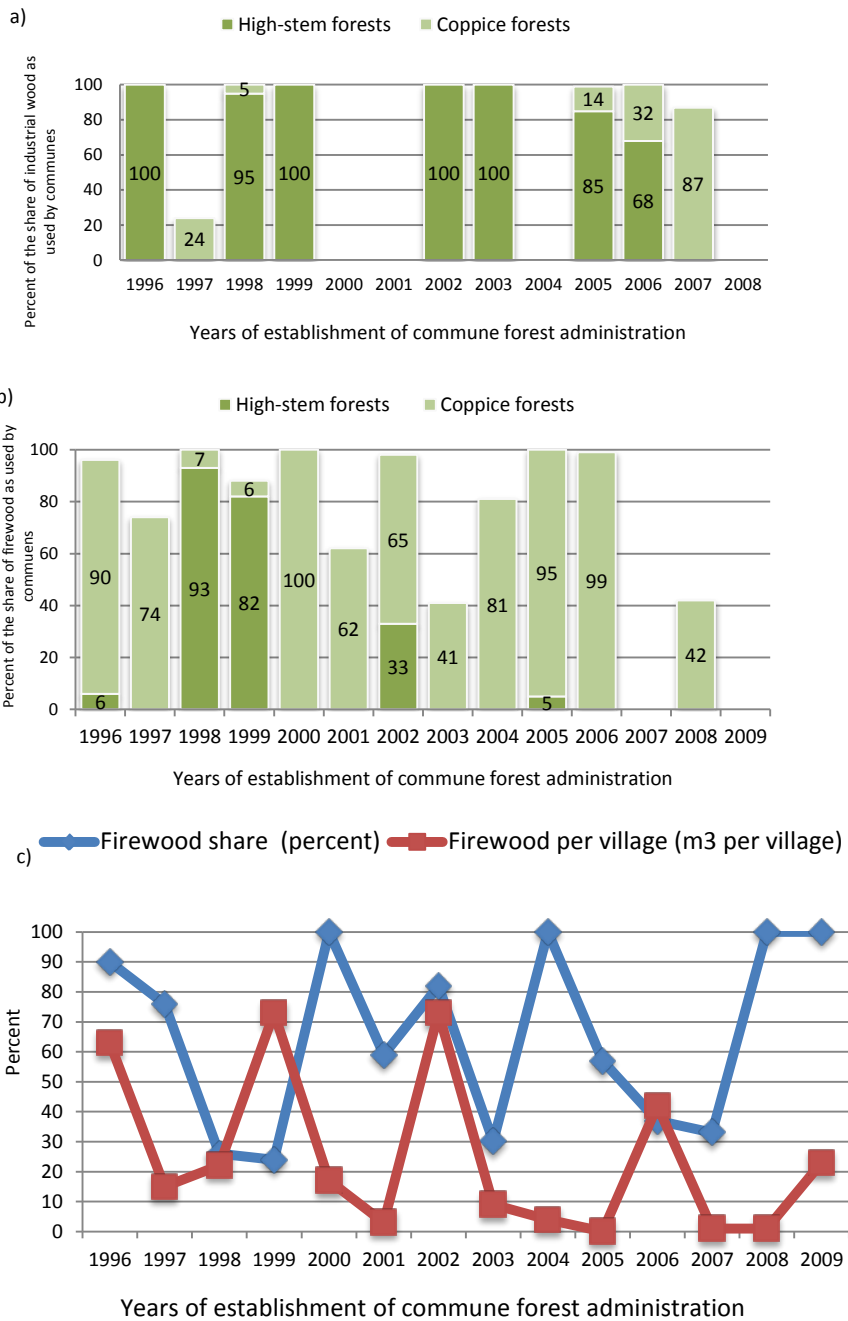 a)
High-stem forests Coppice forests
Percent of the share of industrial wood as
used by communes
100
80
60
40
20
0
100 24 5 95 100 100 100 14 85 32 68 87
1996 1997 1998 1999 2000 2001 2002 2003 2004 2005 2006 2007 2008
Years of establishment of commune forest administration
b)
High-stem forests Coppice forests
Percent of the share of firewood as used by
communens
100
80
60
40
20
0
90 6 74 7 93 6 82 100 62 65 33 41 81 95 5 99 42
1996 1997 1998 1999 2000 2001 2002 2003 2004 2005 2006 2007 2008 2009
Years of establishment of commune forest administration
Firewood share (percent) Firewood per village (m3 per village)
c)
Percent
100
90
80
70
60
50
40
30
20
10
0
1996 1997 1998 1999 2000 2001 2002 2003 2004 2005 2006 2007 2008 2009
Years of establishment of commune forest administration